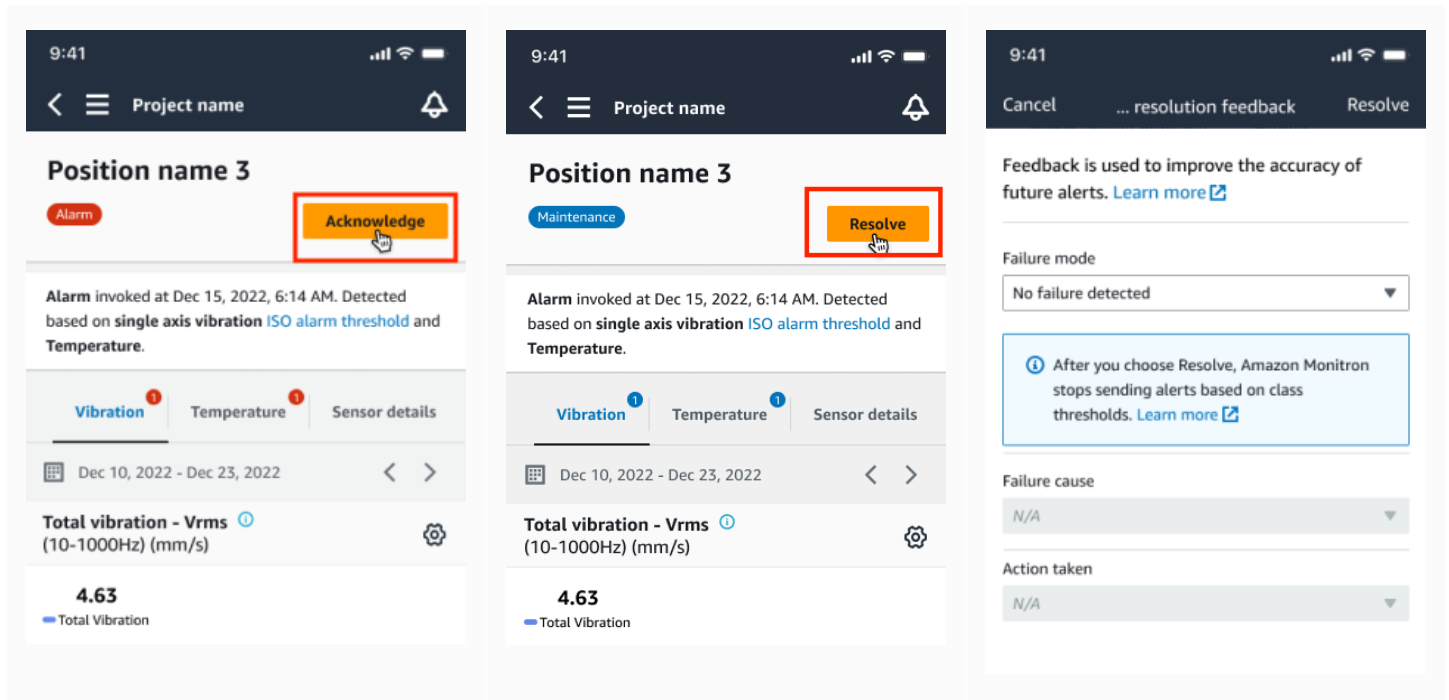 9:41
Project name
Position name 3
Alarm
Acknowledge
Alarm invoked at Dec 15, 2022, 6:14 AM. Detected
based on single axis vibration ISO alarm threshold and
Temperature.
Vibration 1 Temperature 1 Sensor details
Dec 10, 2022 - Dec 23, 2022
Total vibration - Vrms
(10-1000Hz) (mm/s)
4.63
Total Vibration
9:41
Project name
Position name 3
Maintenance
Resolve
Alarm invoked at Dec 15, 2022, 6:14 AM. Detected
based on single axis vibration ISO alarm threshold and
Temperature.
Vibration 1 Temperature 1 Sensor details
Dec 10, 2022 - Dec 23, 2022
Total vibration - Vrms
(10-1000Hz) (mm/s)
4.63
Total Vibration
9:41
Cancel ... resolution feedback Resolve
Feedback is used to improve the accuracy of
future alerts. Learn more
Failure mode
No failure detected
After you choose Resolve, Amazon Monitron
stops sending alerts based on class
thresholds. Learn more
Failure cause
N/A
Action taken
N/A